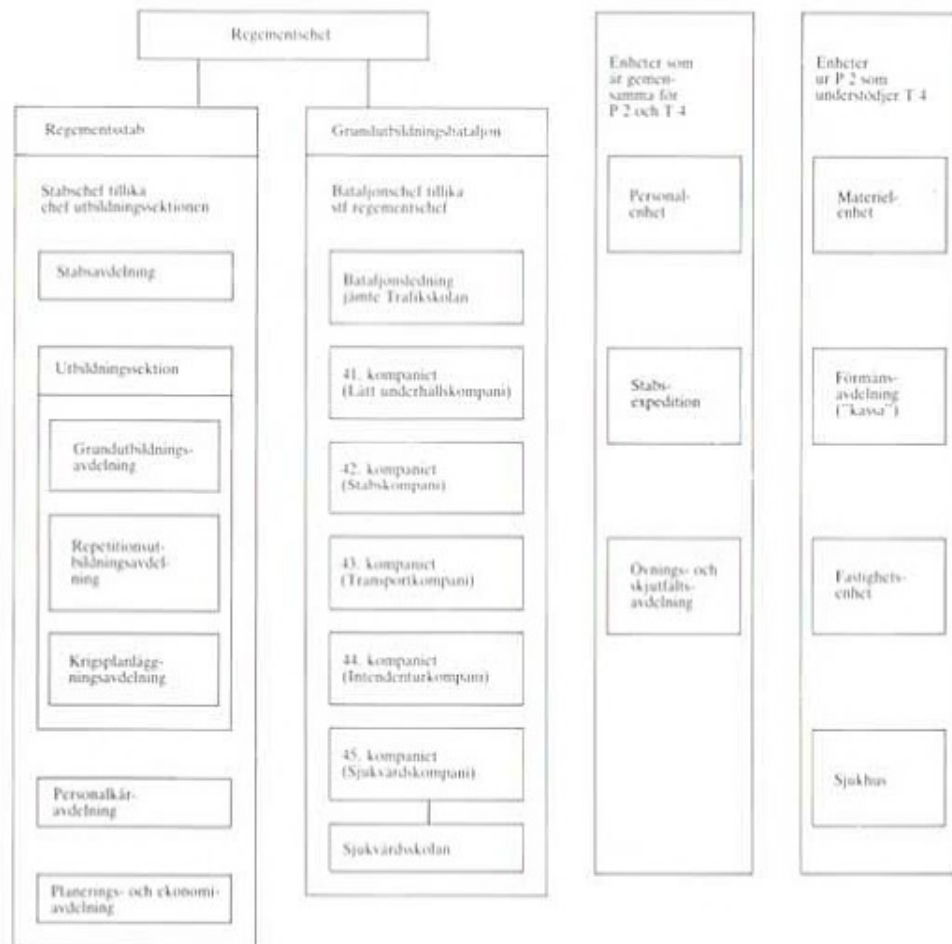 Regementschef
Regementsstab
Stabschef tillika
chef utbildningssektionen
Stabsavdelning
Utbildningssektion
Grundutbildnings-
avdelning
Repetitionsut-
bildningsavdel-
ning
Krigsplanlägg-
ningsavdelning
Personalkår-
avdelning
Planerings- och ekonomi-
avdelning
Grundutbildningsbataljon
Bataljonschef tillika
stf regementschef
Bataljonsledning
jämte Trafikskolan
41. kompaniet
(Lätt underhållskompani)
42. kompaniet
(Stabskompani)
43. kompaniet
(Transportkompani)
44. kompaniet
(Intendenturkompani)
45. kompaniet
(Sjukvårdskompani)
Sjukvårdsskolan
Enheter som
är gemen-
samma för
P 2 och T 4
Personal-
enhet
Stabs-
expedition
Övnings- och
skjutfälts-
avdelning
Enheter
ur P 2 som
understödjer T 4
Materiel-
enhet
Förmåns-
avdelning
("kassa")
Fastighets-
enhet
Sjukhus